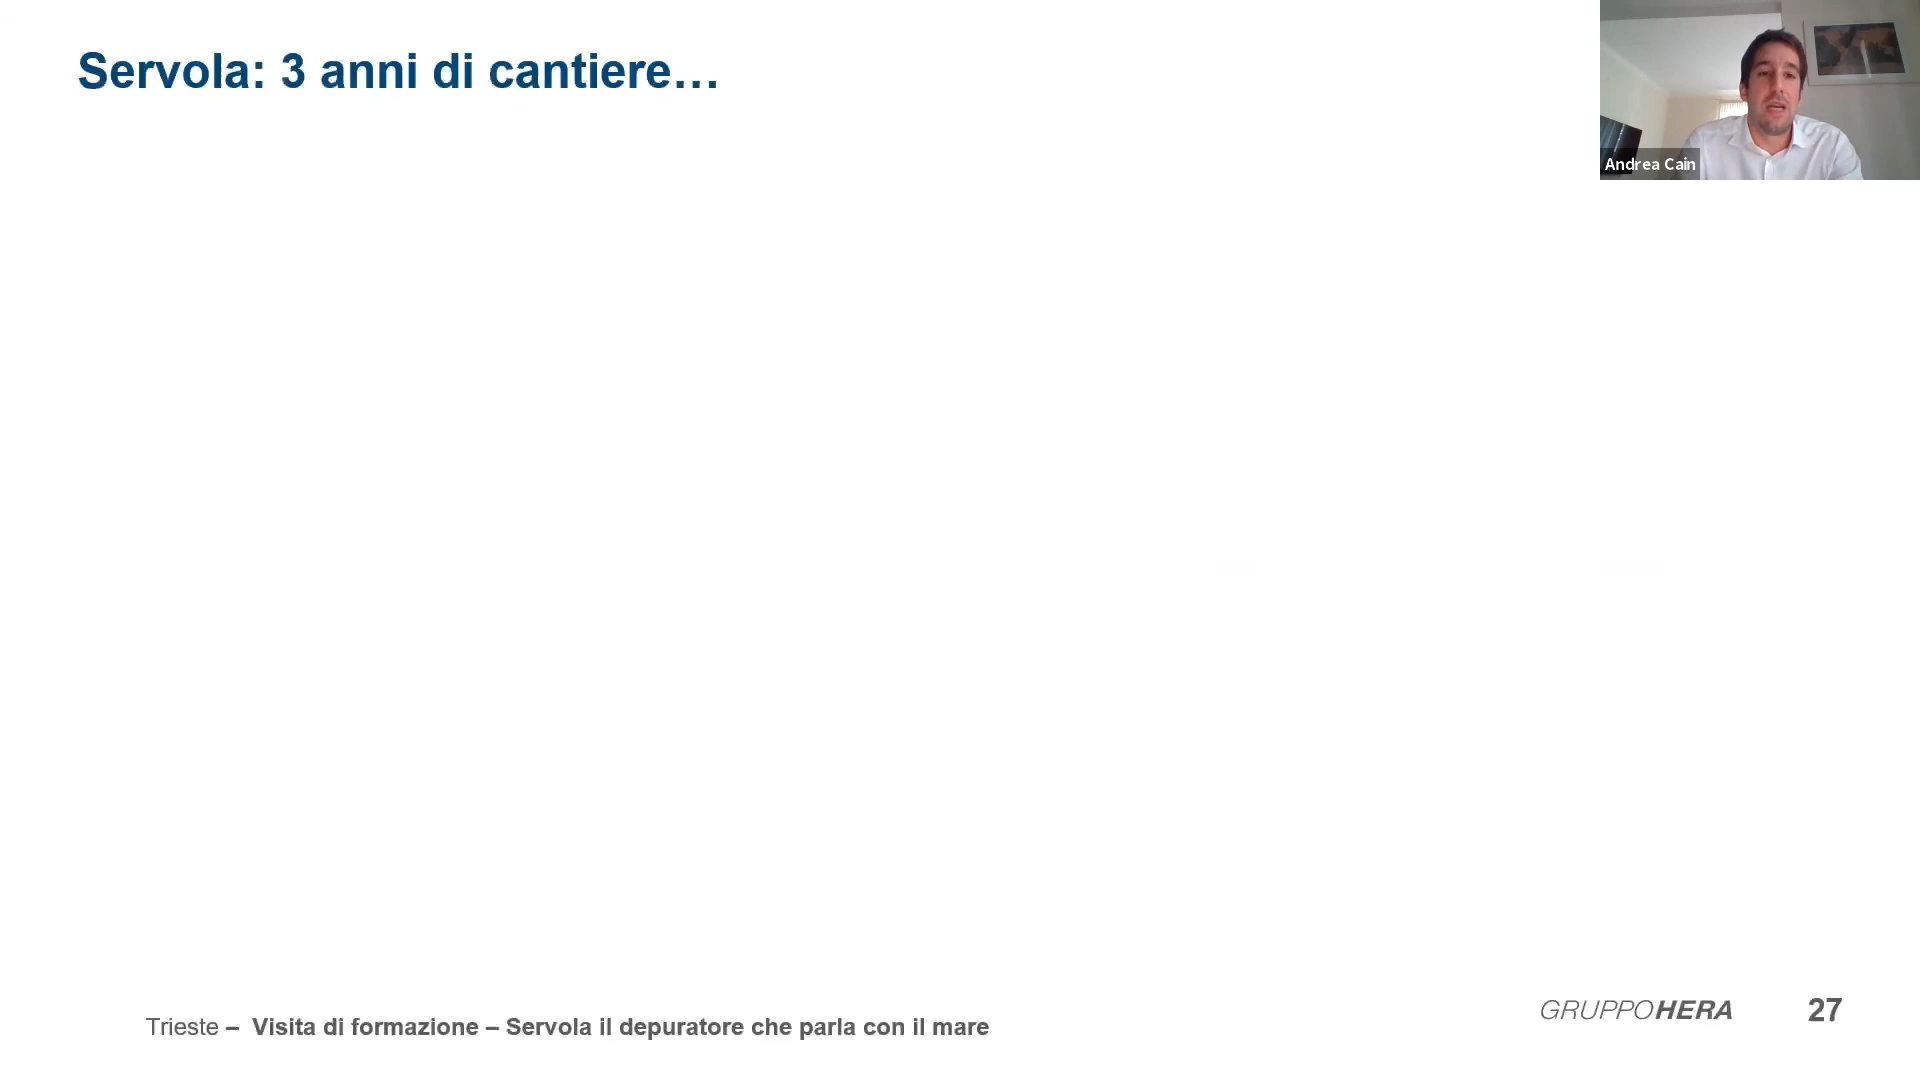 Servola: 3 anni di cantiere…
Andrea Cain
Trieste – Visita di formazione – Servola il depuratore che parla con il mare
GRUPPOHERA
27